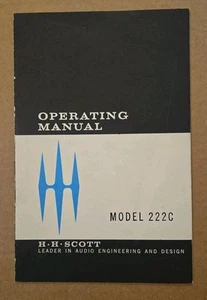 OPERATING
MANUAL
MODEL 222C
H·H·SCOTT
LEADER IN AUDIO ENGINEERING AND DESIGN